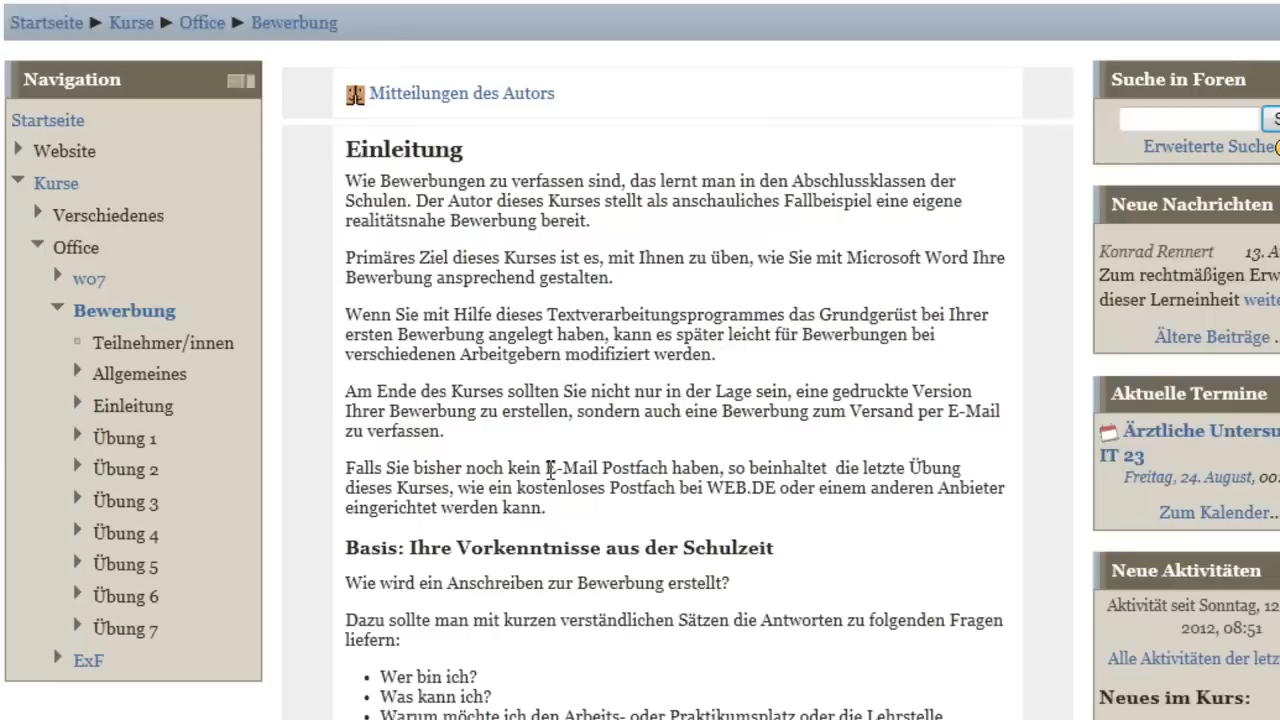 Startseite ► Kurse ► Office ► Bewerbung
Navigation
Startseite
Website
Kurse
Verschiedenes
Office
w07
Bewerbung
Teilnehmer/innen
Allgemeines
Einleitung
Übung 1
Übung 2
Übung 3
Übung 4
Übung 5
Übung 6
Übung 7
ExF
Mitteilungen des Autors
Einleitung
Wie Bewerbungen zu verfassen sind, das lernt man in den Abschlussklassen der
Schulen. Der Autor dieses Kurses stellt als anschauliches Fallbeispiel eine eigene
realitätsnahe Bewerbung bereit.
Primäres Ziel dieses Kurses ist es, mit Ihnen zu üben, wie Sie mit Microsoft Word Ihre
Bewerbung ansprechend gestalten.
Wenn Sie mit Hilfe dieses Textverarbeitungsprogrammes das Grundgerüst bei Ihrer
ersten Bewerbung angelegt haben, kann es später leicht für Bewerbungen bei
verschiedenen Arbeitgebern modifiziert werden.
Am Ende des Kurses sollten Sie nicht nur in der Lage sein, eine gedruckte Version
Ihrer Bewerbung zu erstellen, sondern auch eine Bewerbung zum Versand per E-Mail
zu verfassen.
Falls Sie bisher noch kein E-Mail Postfach haben, so beinhaltet die letzte Übung
dieses Kurses, wie ein kostenloses Postfach bei WEB.DE oder einem anderen Anbieter
eingerichtet werden kann.
Basis: Ihre Vorkenntnisse aus der Schulzeit
Wie wird ein Anschreiben zur Bewerbung erstellt?
Dazu sollte man mit kurzen verständlichen Sätzen die Antworten zu folgenden Fragen
liefern:
• Wer bin ich?
• Was kann ich?
• Warum möchte ich den Arbeits- oder Praktikumsplatz oder die Lehrstelle
Suche in Foren
S
Erweiterte Suche
Neue Nachrichten
Konrad Rennert 13. A
Zum rechtmäßigen Erw
dieser Lerneinheit weite
Ältere Beiträge .
Aktuelle Termine
Ärztliche Untersu
IT 23
Freitag, 24. August, 00:
Zum Kalender..
Neue Aktivitäten
Aktivität seit Sonntag, 12
2012, 08:51
Alle Aktivitäten der letz
Neues im Kurs: